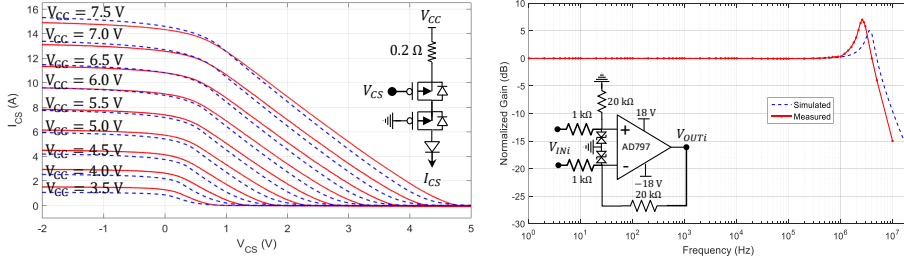 V_CC = 7.5 V
V_CC = 7.0 V
V_CC = 6.5 V
V_CC = 6.0 V
V_CC = 5.5 V
V_CC = 5.0 V
V_CC = 4.5 V
V_CC = 4.0 V
V_CC = 3.5 V
16
14
12
10
8
6
4
2
0
I_CS (A)
-2
-1
0
1
2
3
4
5
V_CS (V)
V_CC
0.2 Ω
V_CS
I_CS
10
5
0
-5
-10
-15
-20
-25
-30
Normalized Gain (dB)
10^0
10^1
10^2
10^3
10^4
10^5
10^6
10^7
Frequency (Hz)
Simulated
Measured
20 kΩ
1 kΩ
18 V
V_OUTi
+
AD797
V_INi
-
1 kΩ
−18 V
20 kΩ